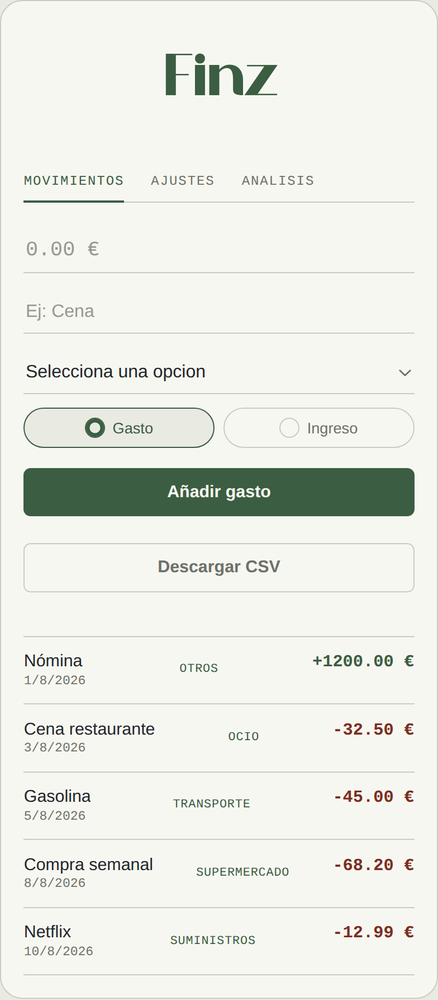 Finz
MOVIMIENTOS AJUSTES ANALISIS
0.00 €
Ej: Cena
Selecciona una opcion
Gasto Ingreso
Añadir gasto
Descargar CSV
Nómina OTROS +1200.00 €
1/8/2026
Cena restaurante OCIO -32.50 €
3/8/2026
Gasolina TRANSPORTE -45.00 €
5/8/2026
Compra semanal SUPERMERCADO -68.20 €
8/8/2026
Netflix SUMINISTROS -12.99 €
10/8/2026